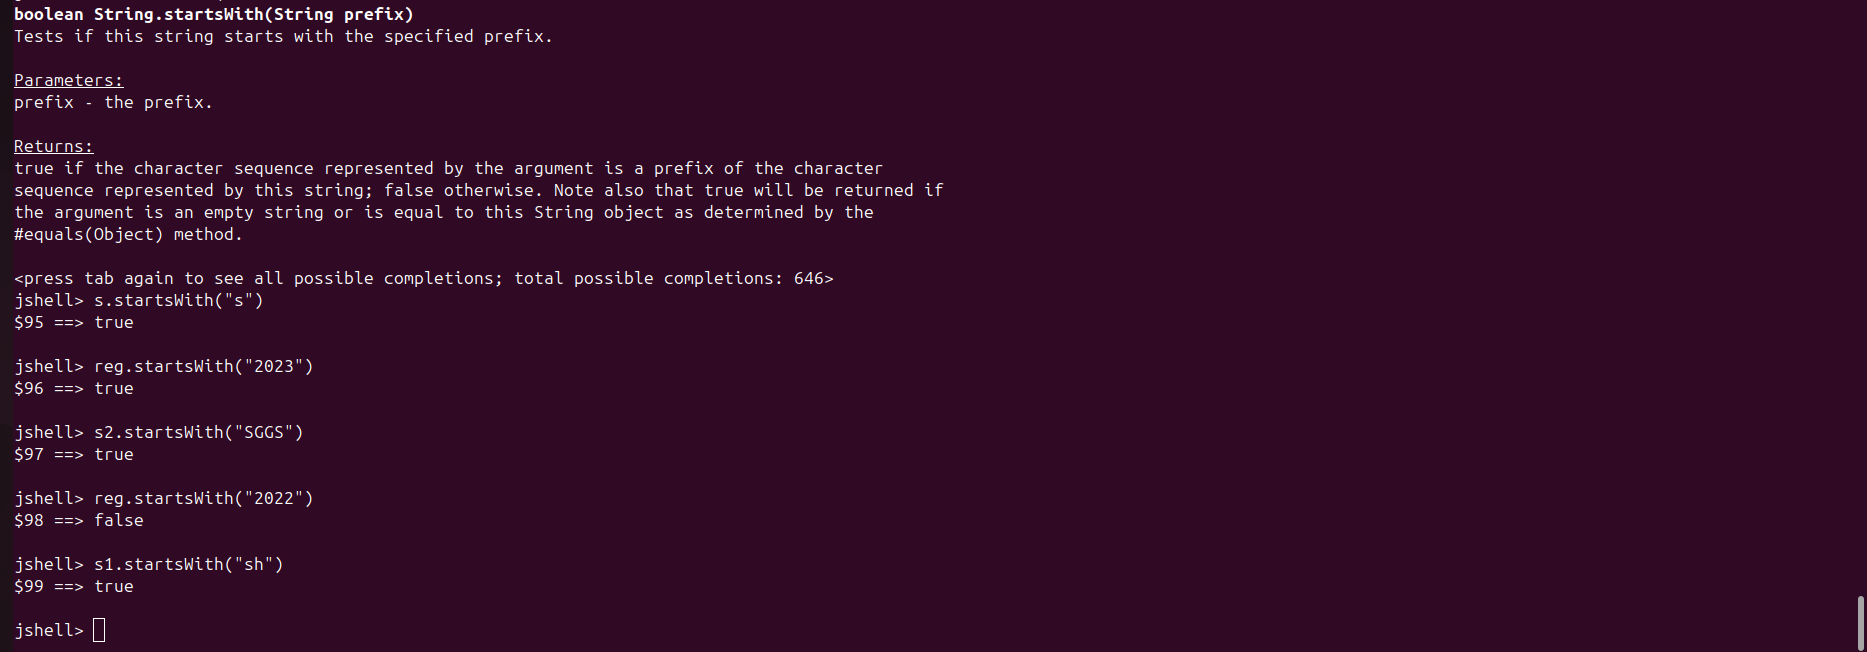 boolean String.startsWith(String prefix)
Tests if this string starts with the specified prefix.
Parameters:
prefix - the prefix.
Returns:
true if the character sequence represented by the argument is a prefix of the character
sequence represented by this string; false otherwise. Note also that true will be returned if
the argument is an empty string or is equal to this String object as determined by the
#equals(Object) method.
<press tab again to see all possible completions; total possible completions: 646>
jshell> s.startsWith("s")
$95 ==> true
jshell> reg.startsWith("2023")
$96 ==> true
jshell> s2.startsWith("SGGS")
$97 ==> true
jshell> reg.startsWith("2022")
$98 ==> false
jshell> s1.startsWith("sh")
$99 ==> true
jshell>